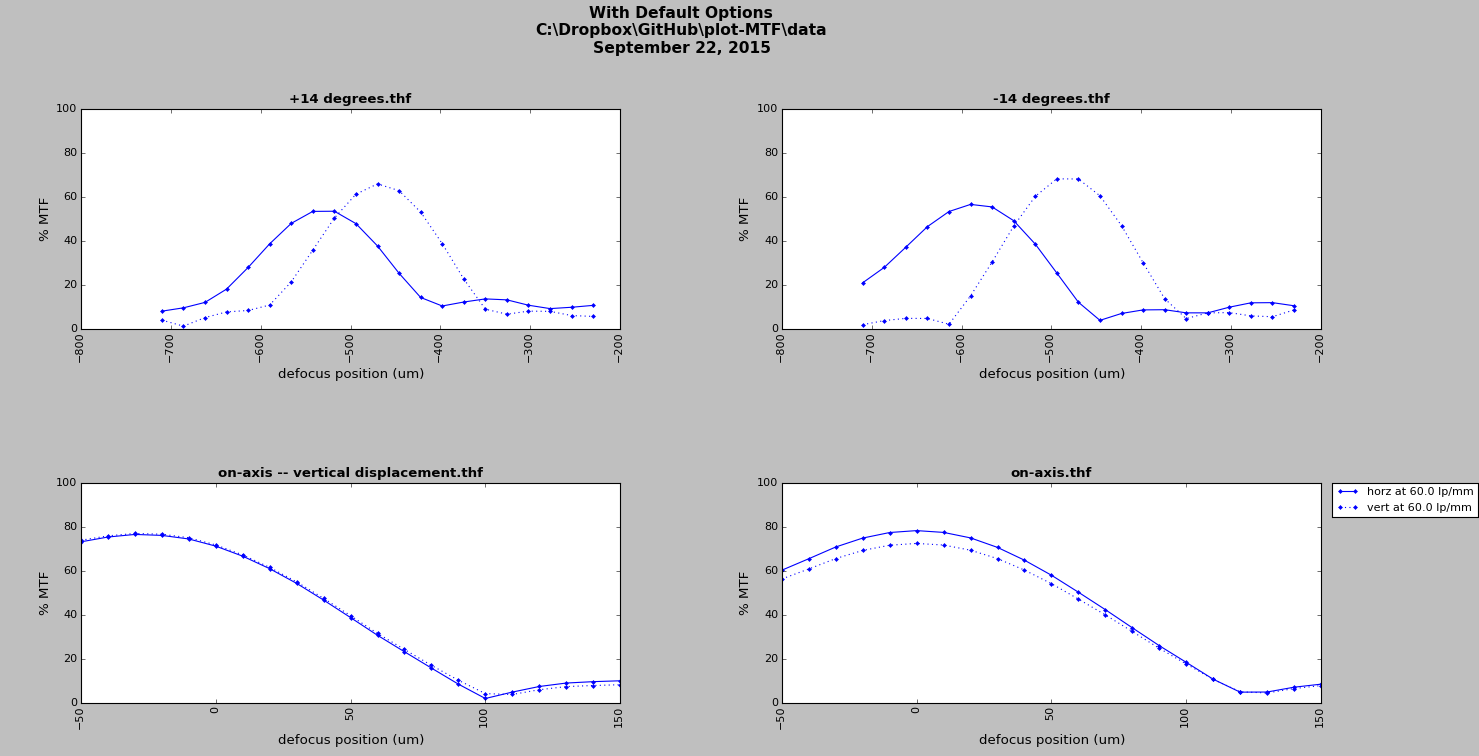 With Default Options
C:\Dropbox\GitHub\plot-MTF\data
September 22, 2015
+14 degrees.thf
100
80
60
40
20
0
% MTF
−800
−700
−600
−500
−400
−300
−200
defocus position (um)
-14 degrees.thf
100
80
60
40
20
0
% MTF
−800
−700
−600
−500
−400
−300
−200
defocus position (um)
on-axis -- vertical displacement.thf
100
80
60
40
20
0
% MTF
−50
0
50
100
150
defocus position (um)
on-axis.thf
100
80
60
40
20
0
% MTF
−50
0
50
100
150
defocus position (um)
horz at 60.0 lp/mm
vert at 60.0 lp/mm